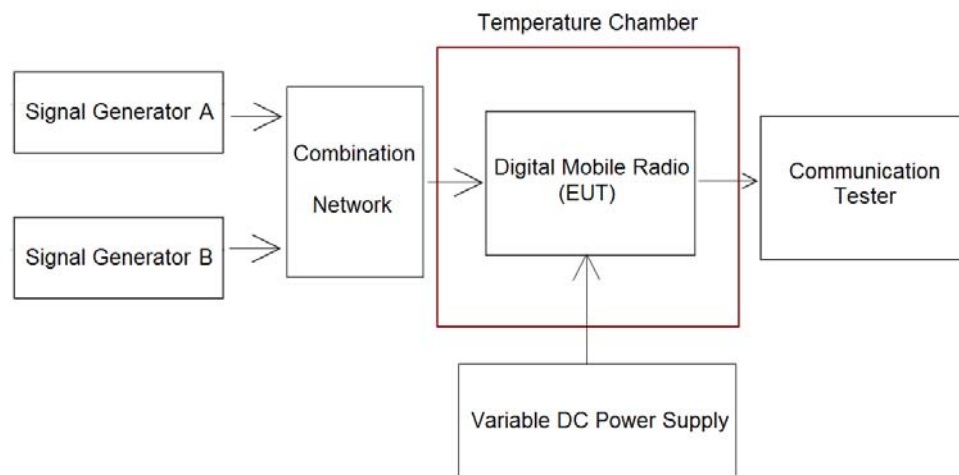 Temperature Chamber
Signal Generator A
Combination
Network
Digital Mobile Radio
(EUT)
Communication
Tester
Signal Generator B
Variable DC Power Supply